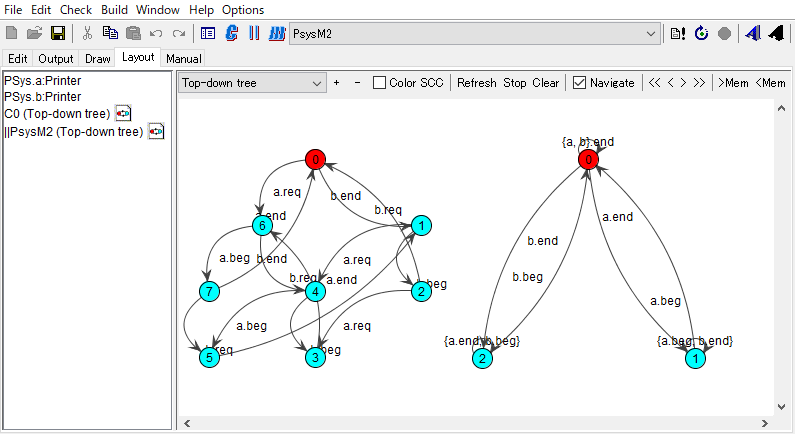 File Edit Check Build Window Help Options
PsysM2
Edit Output Draw Layout Manual
PSys.a:Printer
PSys.b:Printer
C0 (Top-down tree)
||PsysM2 (Top-down tree)
Top-down tree + - Color SCC Refresh Stop Clear Navigate << < > >> >Mem <Mem
{a, b}.end
0
0
a.req
b.end
b.req
a.end
a.end
6
1
b.end
a.beg
b.end
a.req
b.req
a.end
b.beg
b.beg
7
4
2
a.beg
a.beg
a.req
{a.end, b.beg}
{a.beg, b.end}
b.req
b.beg
5
3
2
1